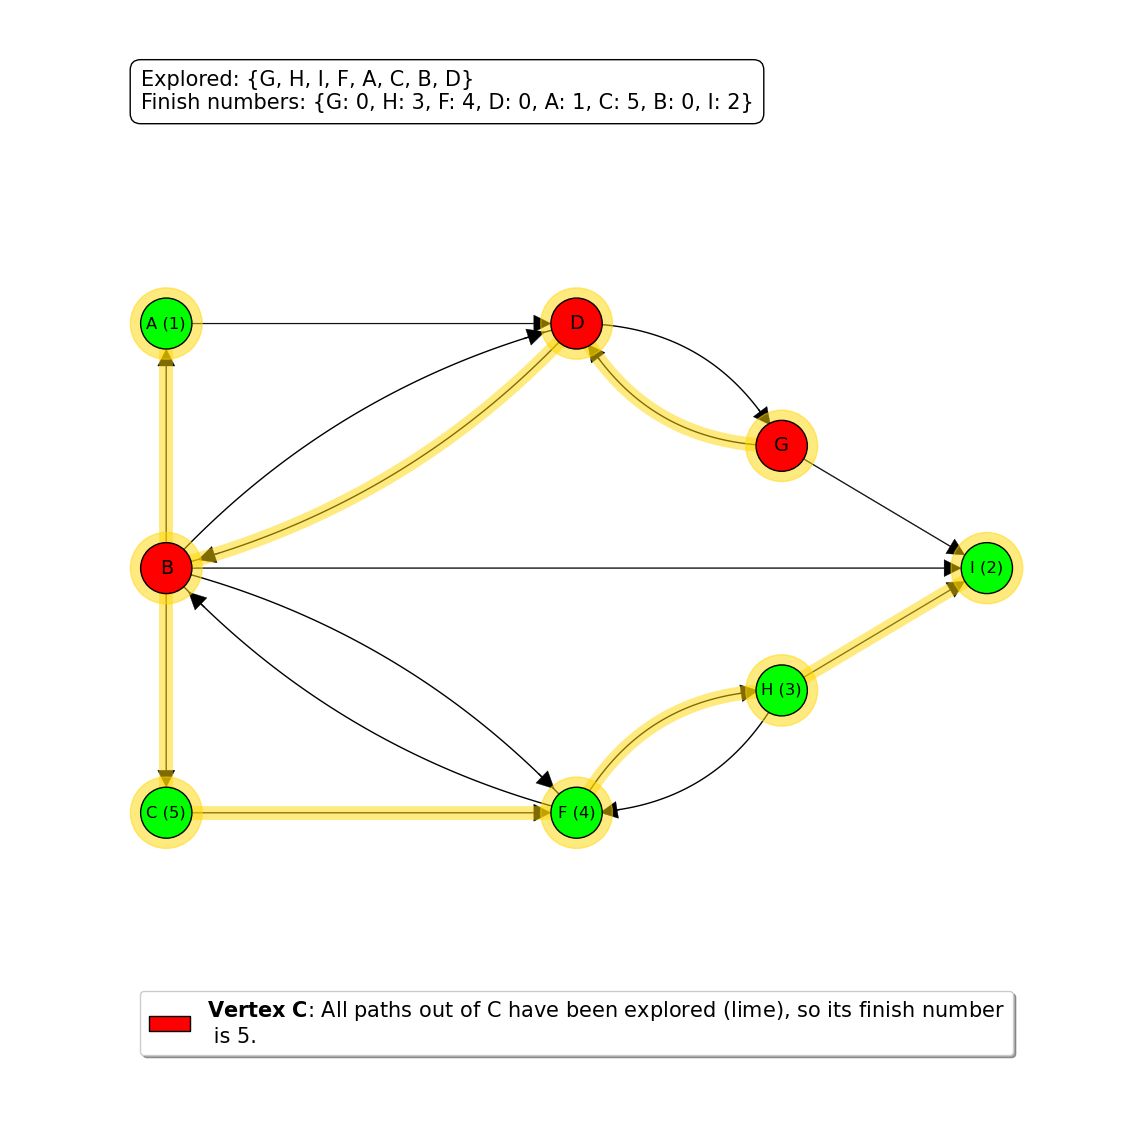 Explored: {G, H, I, F, A, C, B, D}
Finish numbers: {G: 0, H: 3, F: 4, D: 0, A: 1, C: 5, B: 0, I: 2}
A (1)
D
G
B
I (2)
H (3)
C (5)
F (4)
Vertex C: All paths out of C have been explored (lime), so its finish number
is 5.